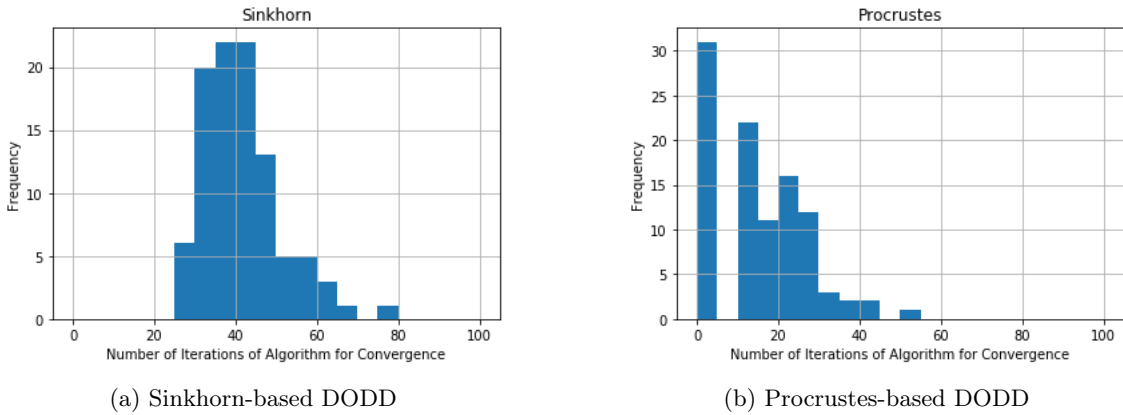 Sinkhorn
20
15
10
5
0
Frequency
0 20 40 60 80 100
Number of Iterations of Algorithm for Convergence
(a) Sinkhorn-based DODD
Procrustes
30
25
20
15
10
5
0
Frequency
0 20 40 60 80 100
Number of Iterations of Algorithm for Convergence
(b) Procrustes-based DODD